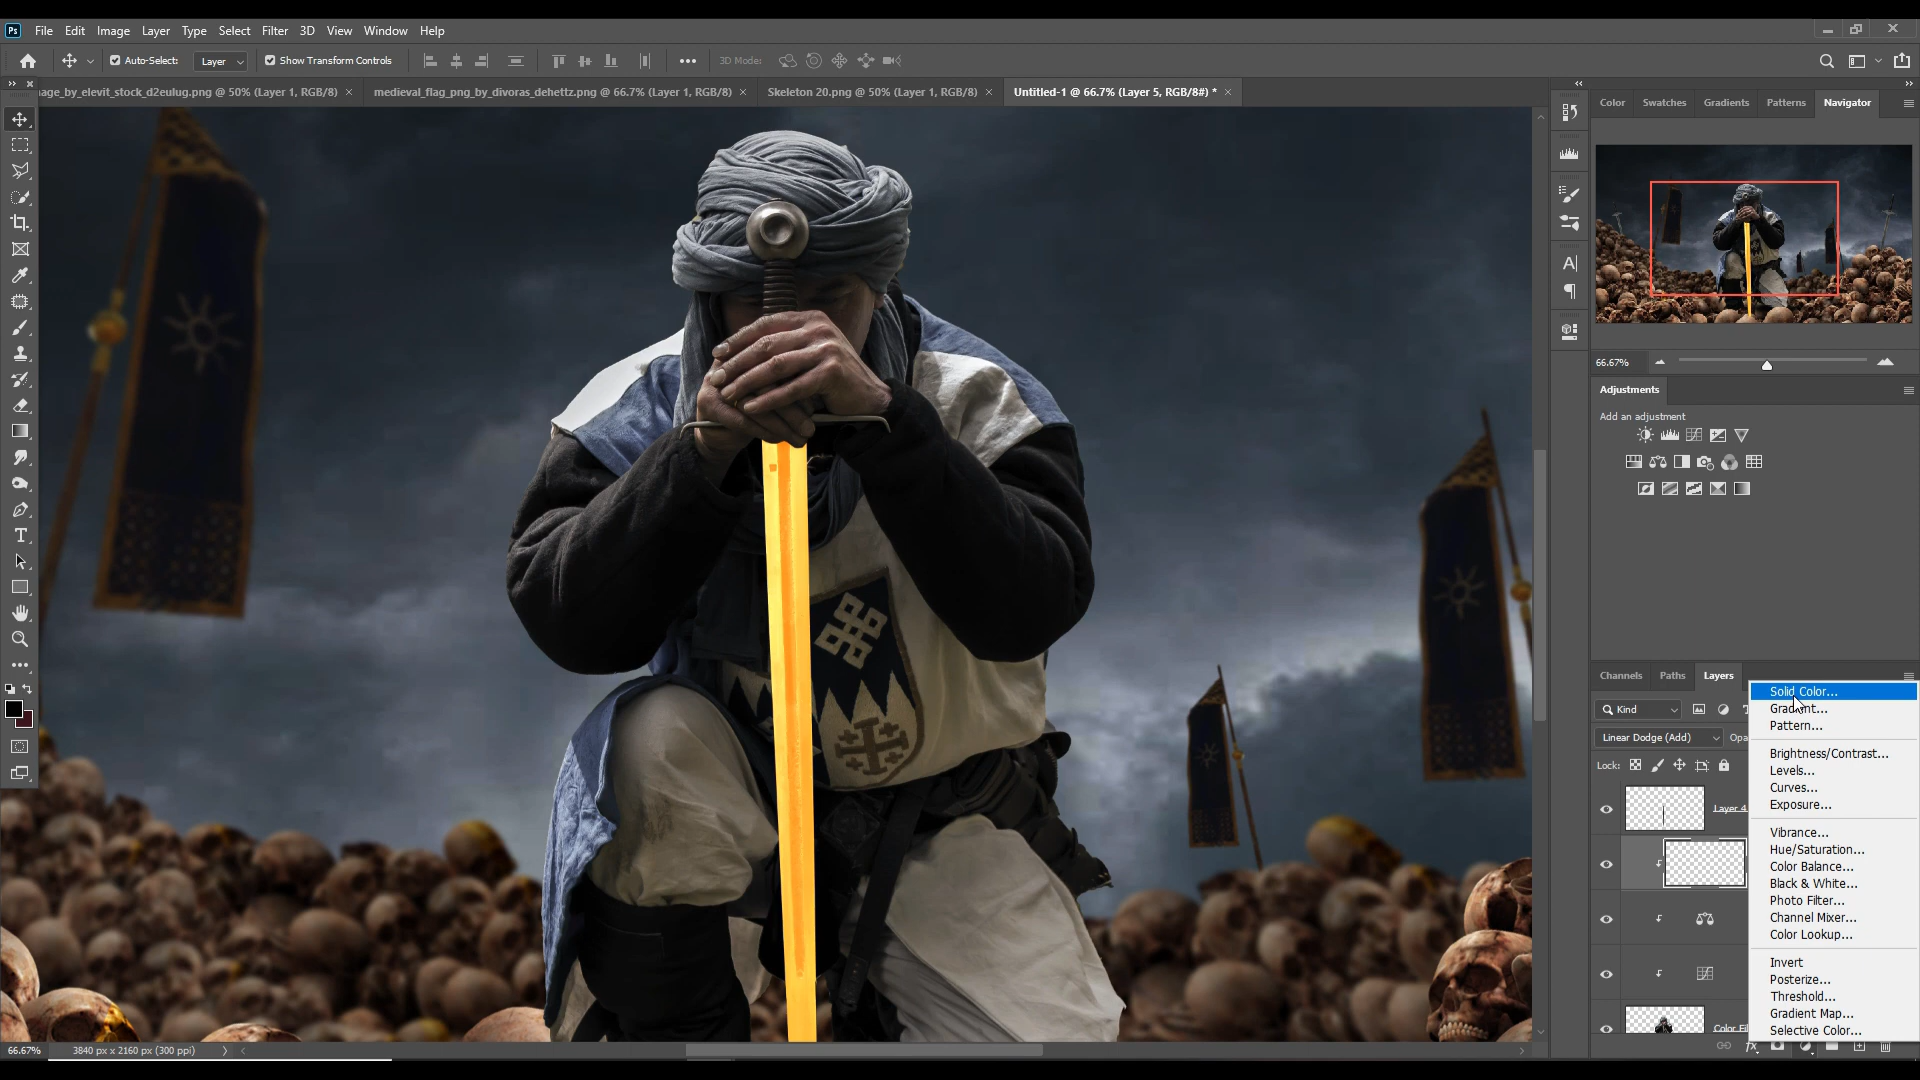 Ps File Edit Image Layer Type Select Filter 3D View Window Help
Auto-Select: Layer Show Transform Controls 3D Mode:
age_by_elevit_stock_d2eulug.png @ 50% (Layer 1, RGB/8) × medieval_flag_png_by_divoras_dehettz.png @ 66.7% (Layer 1, RGB/8) × Skeleton 20.png @ 50% (Layer 1, RGB/8) × Untitled-1 @ 66.7% (Layer 5, RGB/8#) * ×
Color Swatches Gradients Patterns Navigator
66.67%
Adjustments
Add an adjustment
Channels Paths Layers
Kind
Linear Dodge (Add) Opa
Lock:
Layer 4
Color Fil
Solid Color...
Gradient...
Pattern...
Brightness/Contrast...
Levels...
Curves...
Exposure...
Vibrance...
Hue/Saturation...
Color Balance...
Black & White...
Photo Filter...
Channel Mixer...
Color Lookup...
Invert
Posterize...
Threshold...
Gradient Map...
Selective Color...
66.67% 3840 px x 2160 px (300 ppi)